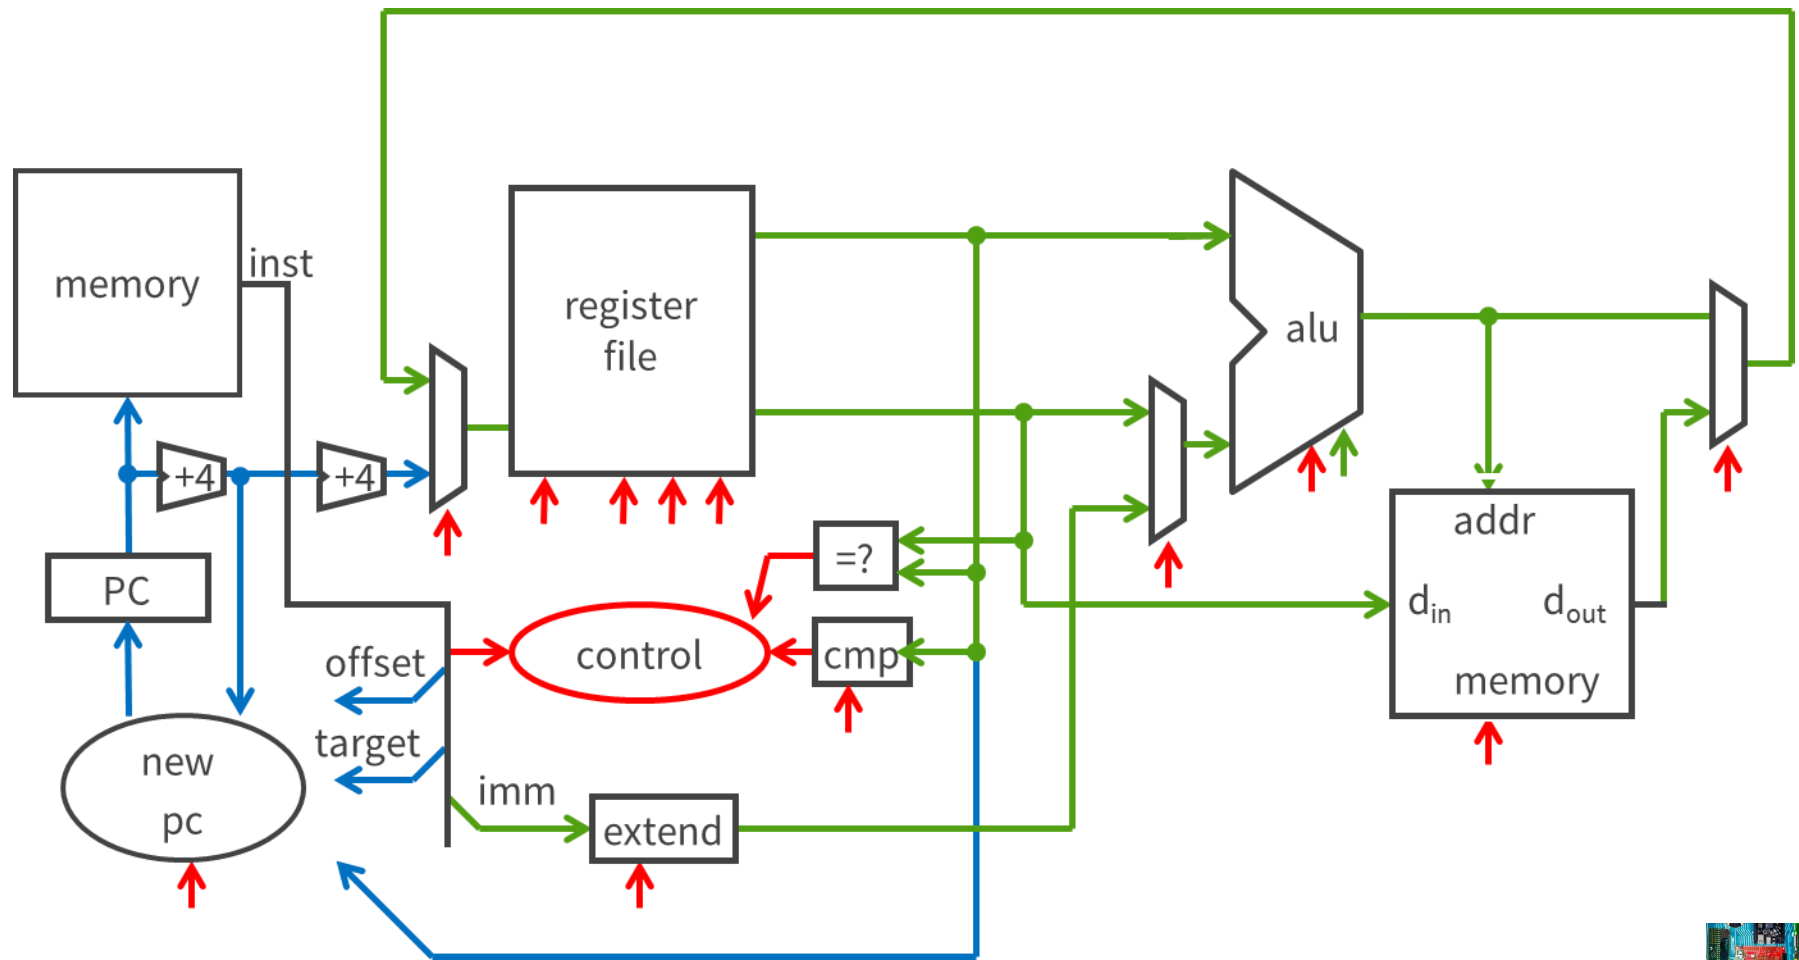 memory
inst
register
file
alu
+4
+4
PC
=?
addr
d_in
d_out
memory
control
cmp
offset
target
new
pc
imm
extend